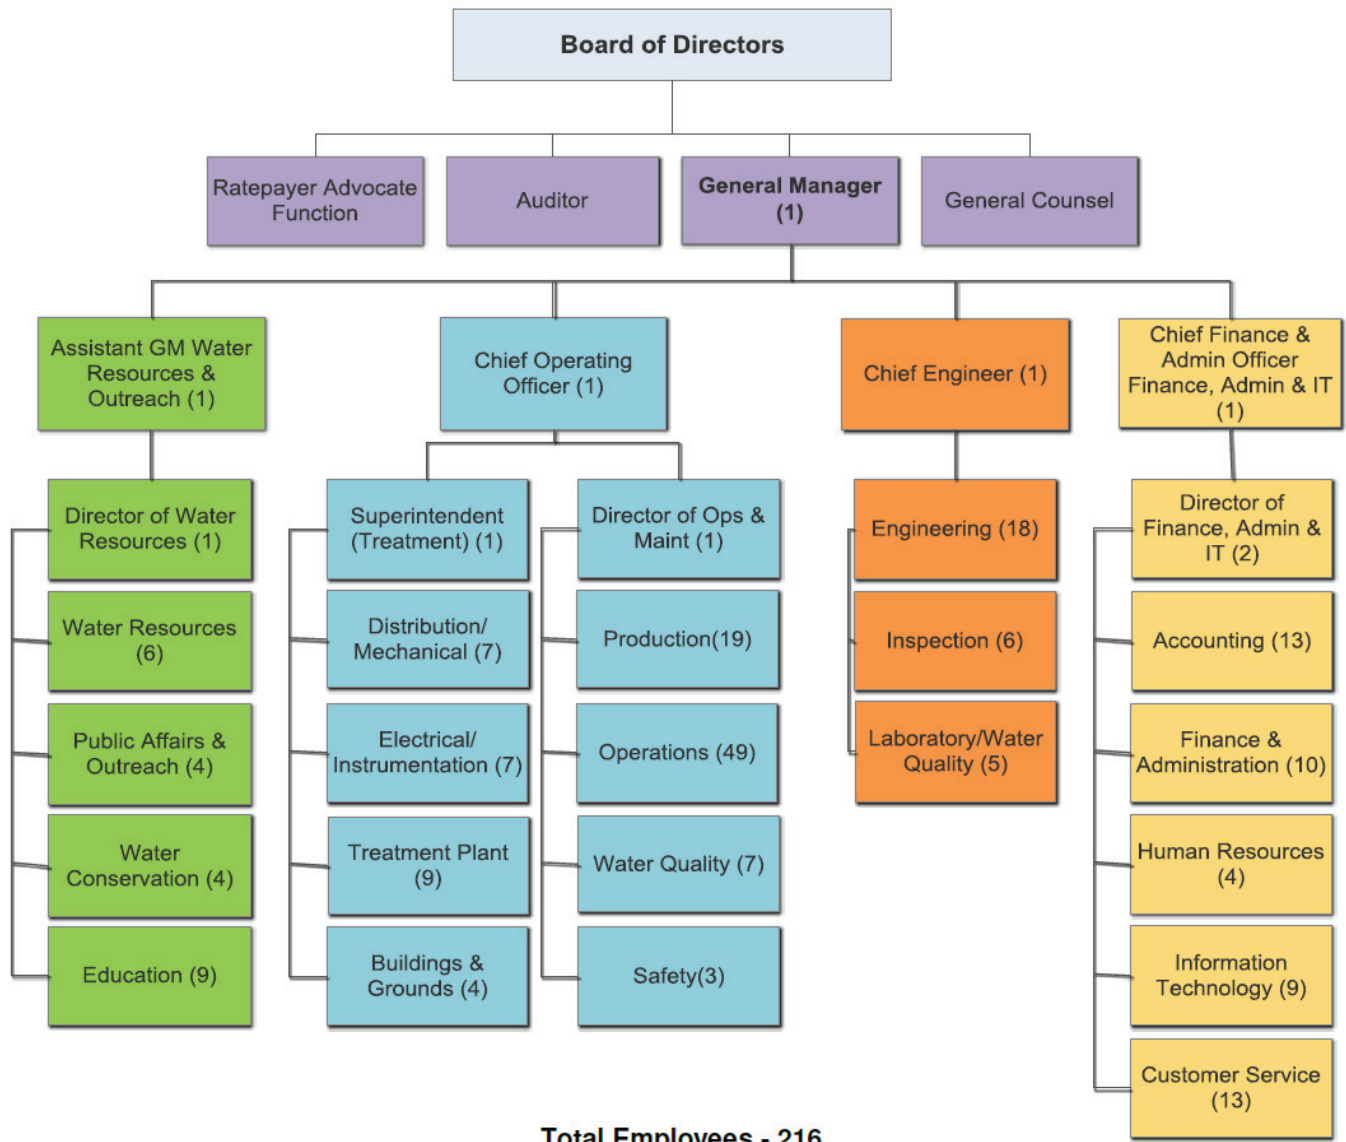 Board of Directors
Ratepayer Advocate
Function
Auditor
General Manager
(1)
General Counsel
Assistant GM Water
Resources &
Outreach (1)
Chief Operating
Officer (1)
Chief Engineer (1)
Chief Finance &
Admin Officer
Finance, Admin & IT
(1)
Director of Water
Resources (1)
Water Resources
(6)
Public Affairs &
Outreach (4)
Water
Conservation (4)
Education (9)
Superintendent
(Treatment) (1)
Distribution/
Mechanical (7)
Electrical/
Instrumentation (7)
Treatment Plant
(9)
Buildings &
Grounds (4)
Director of Ops &
Maint (1)
Production(19)
Operations (49)
Water Quality (7)
Safety(3)
Engineering (18)
Inspection (6)
Laboratory/Water
Quality (5)
Director of
Finance, Admin &
IT (2)
Accounting (13)
Finance &
Administration (10)
Human Resources
(4)
Information
Technology (9)
Customer Service
(13)
Total Employees - 216